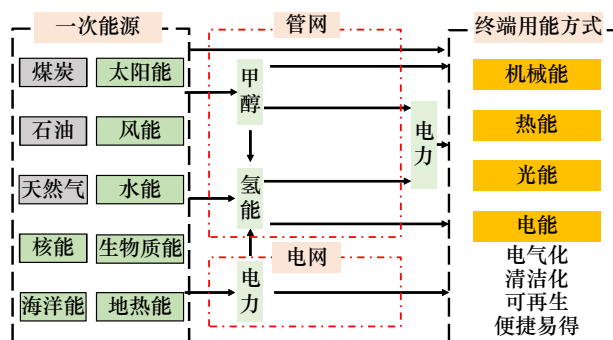 一次能源
管网
终端用能方式
煤炭
太阳能
石油
风能
天然气
水能
核能
生物质能
海洋能
地热能
甲醇
氢能
电力
电网
电力
机械能
热能
光能
电能
电气化
清洁化
可再生
便捷易得